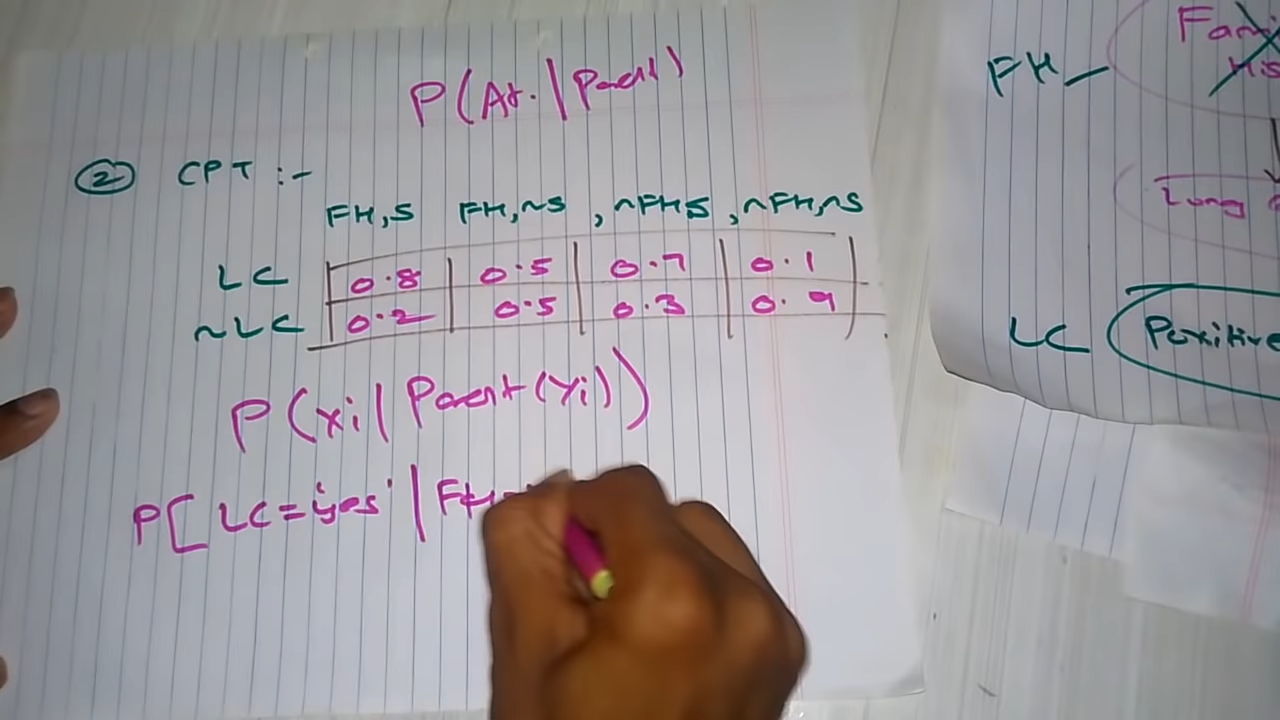 P(At. | Parent)
② CPT :-
FH,S FH,~S , ~FH,S , ~FH,~S
LC 0.8 0.5 0.7 0.1
~LC 0.2 0.5 0.3 0.9
P(xi | Parent(Yi))
P[ LC = 'yes' | FH
FH
Lung
LC Positive